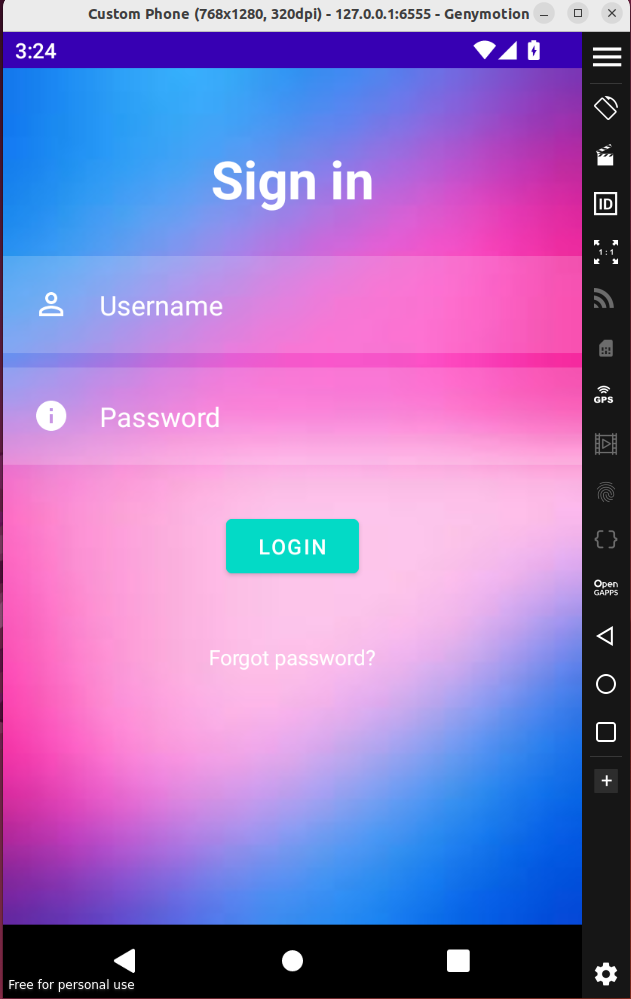 Custom Phone (768x1280, 320dpi) - 127.0.0.1:6555 - Genymotion
3:24
Sign in
ID
1 : 1
Username
GPS
Password
LOGIN
Open
GAPPS
Forgot password?
Free for personal use